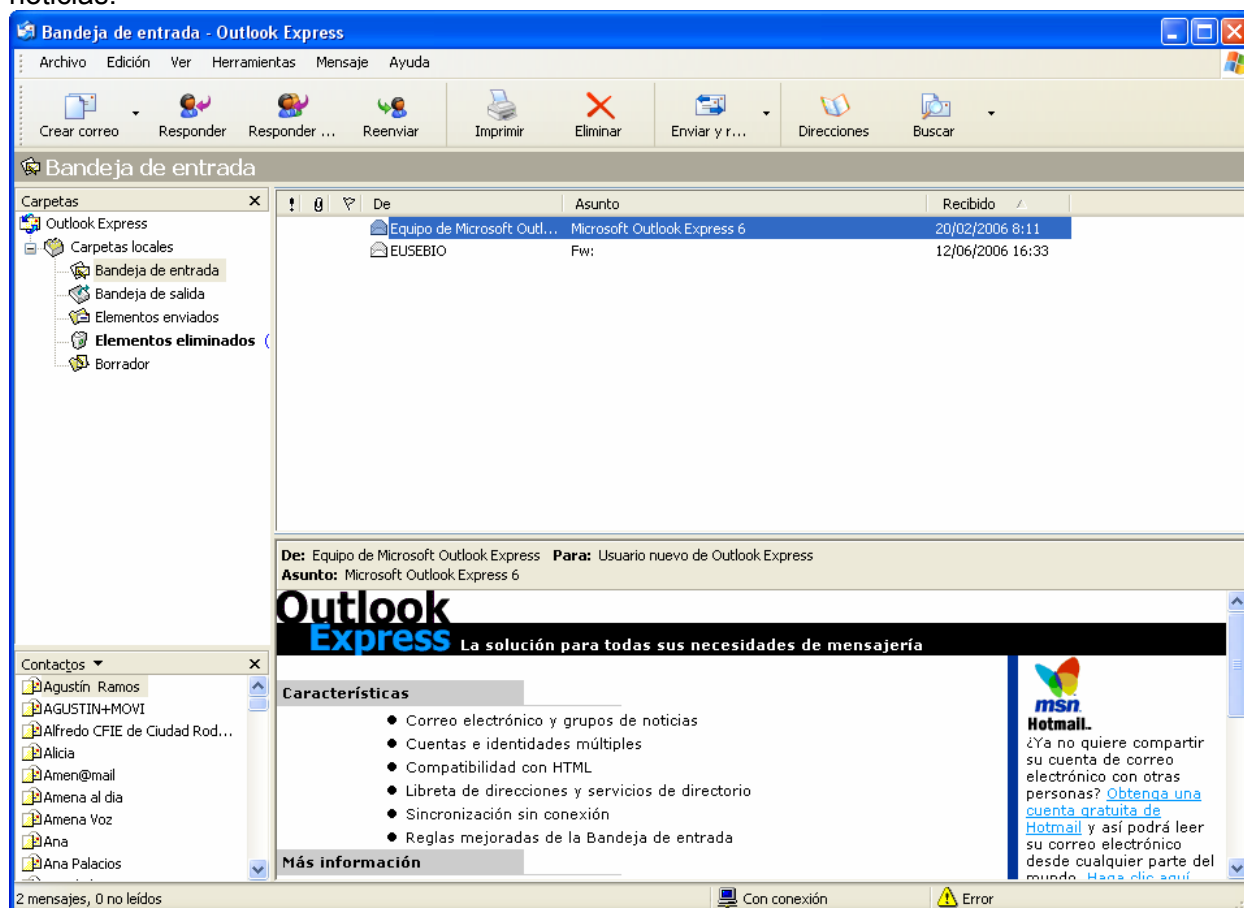 noticias.
Bandeja de entrada - Outlook Express
Archivo Edición Ver Herramientas Mensaje Ayuda
Crear correo Responder Responder ... Reenviar Imprimir Eliminar Enviar y r... Direcciones Buscar
Bandeja de entrada
Carpetas
Outlook Express
Carpetas locales
Bandeja de entrada
Bandeja de salida
Elementos enviados
Elementos eliminados (
Borrador
De Asunto Recibido
Equipo de Microsoft Outl... Microsoft Outlook Express 6 20/02/2006 8:11
EUSEBIO Fw: 12/06/2006 16:33
De: Equipo de Microsoft Outlook Express Para: Usuario nuevo de Outlook Express
Asunto: Microsoft Outlook Express 6
Outlook
Express La solución para todas sus necesidades de mensajería
Características
● Correo electrónico y grupos de noticias
● Cuentas e identidades múltiples
● Compatibilidad con HTML
● Libreta de direcciones y servicios de directorio
● Sincronización sin conexión
● Reglas mejoradas de la Bandeja de entrada
Más información
msn
Hotmail.
¿Ya no quiere compartir
su cuenta de correo
electrónico con otras
personas? Obtenga una
cuenta gratuita de
Hotmail y así podrá leer
su correo electrónico
desde cualquier parte del
mundo. Haga clic aquí
Contactos
Agustín Ramos
AGUSTIN+MOVI
Alfredo CFIE de Ciudad Rod...
Alicia
Amen@mail
Amena al dia
Amena Voz
Ana
Ana Palacios
2 mensajes, 0 no leídos Con conexión Error